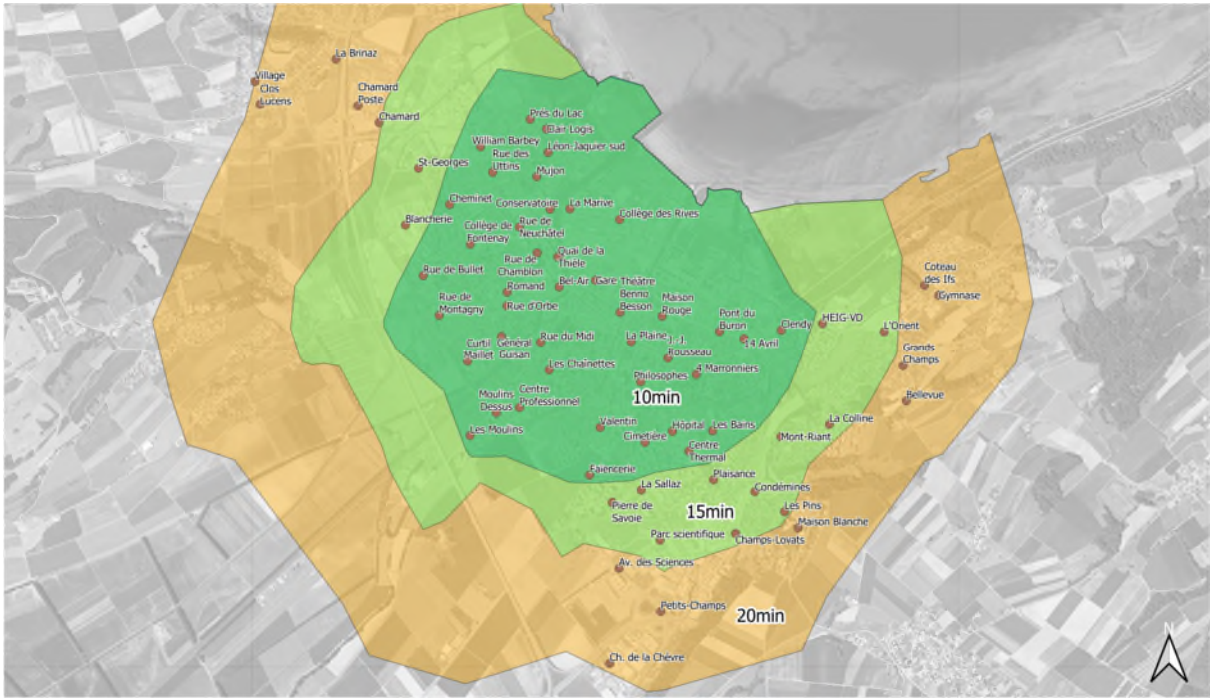 La Brinaz
Village
Clos
Lucens
Chamard
Poste
Chamard
Prés du Lac
Clair-Logis
William Barbey
Léon-Jaquier-sud
Rue des
Uttins
St-Georges
Mujon
Cheminet
Conservatoire
La Marive
Collège des Rives
Blancherie
Collège de
Fontenay
Rue de
Neuchâtel
Quai de la
Thièle
Rue de
Chamblon
Rue de Bullet
Romand
Bel-Air
Gare
Théâtre
Benno
Besson
Coteau
des Ifs
Gymnase
Rue de
Montagny
Rue d'Orbe
Maison
Rouge
Pont du
Buron
Clendy
HEIG-VD
L'Orient
Curtil
Maillet
Général
Guisan
Rue du Midi
La Plaine
J.-J.
Rousseau
14 Avril
Grands
Champs
Les Chaînettes
Philosophes
4 Marronniers
10min
Bellevue
Moulins
Dessus
Centre
Professionnel
Les Moulins
Valentin
Cimetière
Hôpital
Les Bains
La Colline
Mont-Riant
Centre
Thermal
Faïencerie
La Sallaz
Plaisance
Condémines
Pierre de
Savoie
15min
Les Pins
Maison Blanche
Parc scientifique
Champs-Lovats
Av. des Sciences
Petits-Champs
20min
Ch. de la Chèvre
N